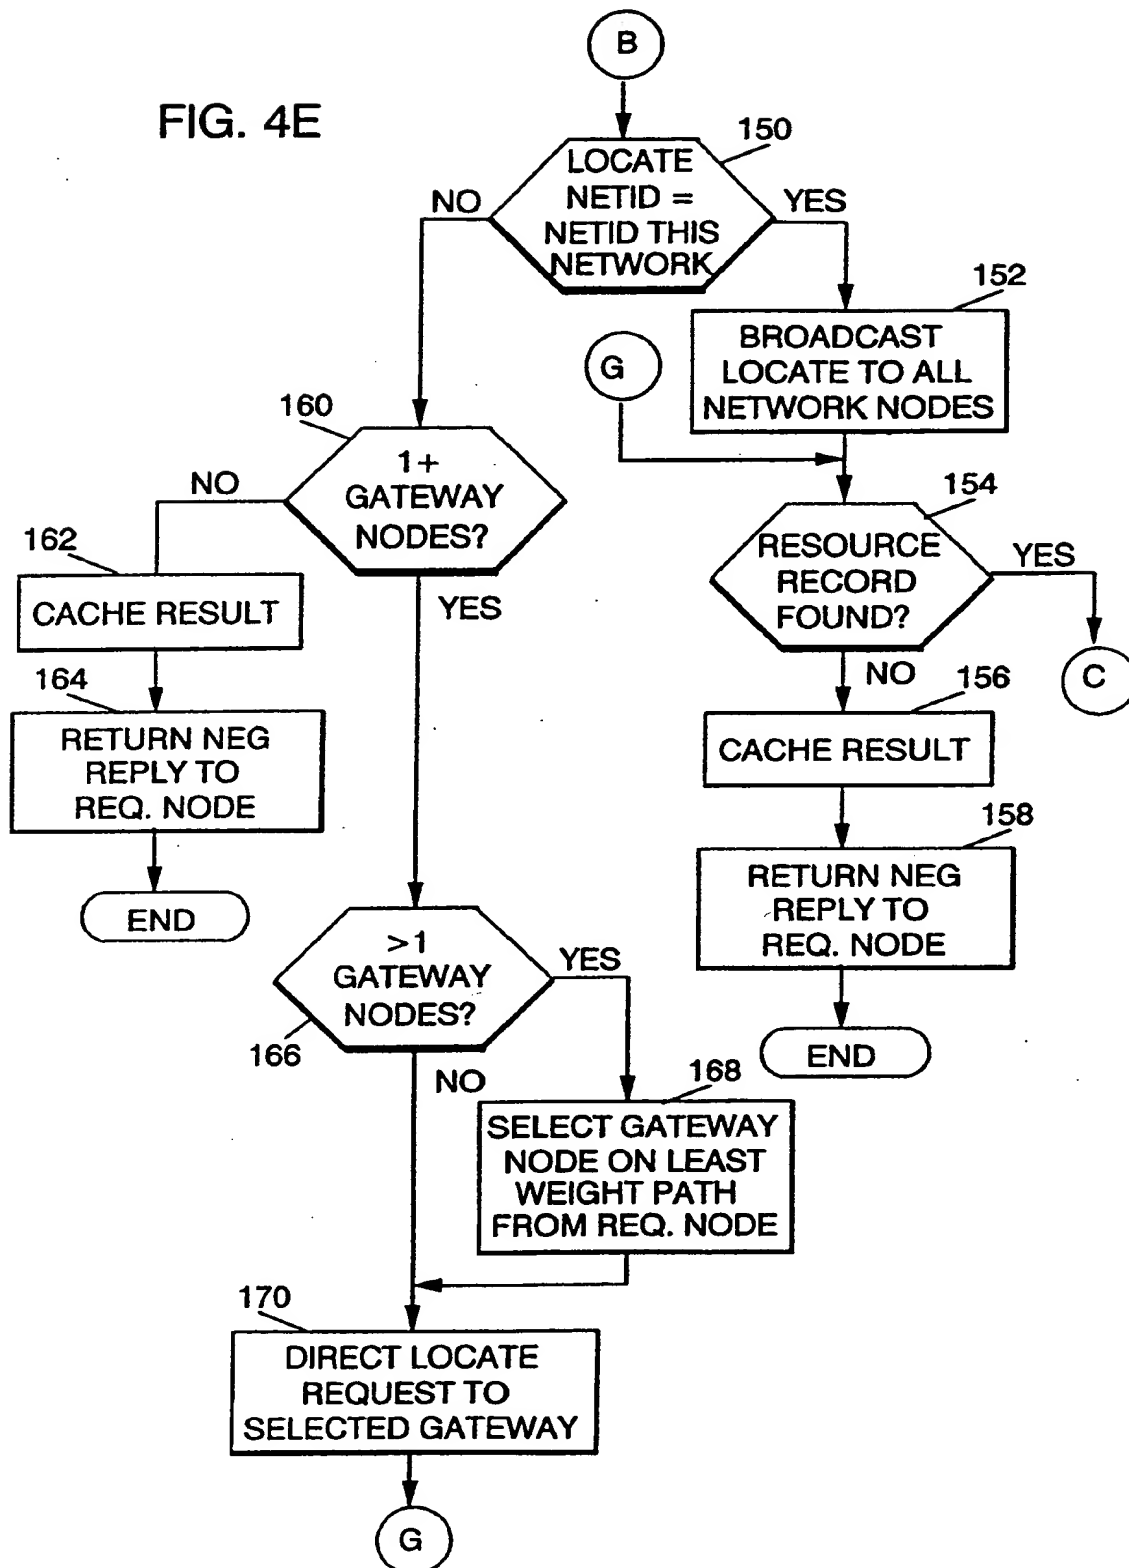 B
FIG. 4E
150
LOCATE
NETID =
NETID THIS
NETWORK
NO
YES
152
BROADCAST
LOCATE TO ALL
NETWORK NODES
G
160
1+
GATEWAY
NODES?
NO
YES
154
RESOURCE
RECORD
FOUND?
YES
NO
C
162
CACHE RESULT
164
RETURN NEG
REPLY TO
REQ. NODE
END
156
CACHE RESULT
158
RETURN NEG
REPLY TO
REQ. NODE
END
>1
GATEWAY
NODES?
YES
166
NO
168
SELECT GATEWAY
NODE ON LEAST
WEIGHT PATH
FROM REQ. NODE
170
DIRECT LOCATE
REQUEST TO
SELECTED GATEWAY
G